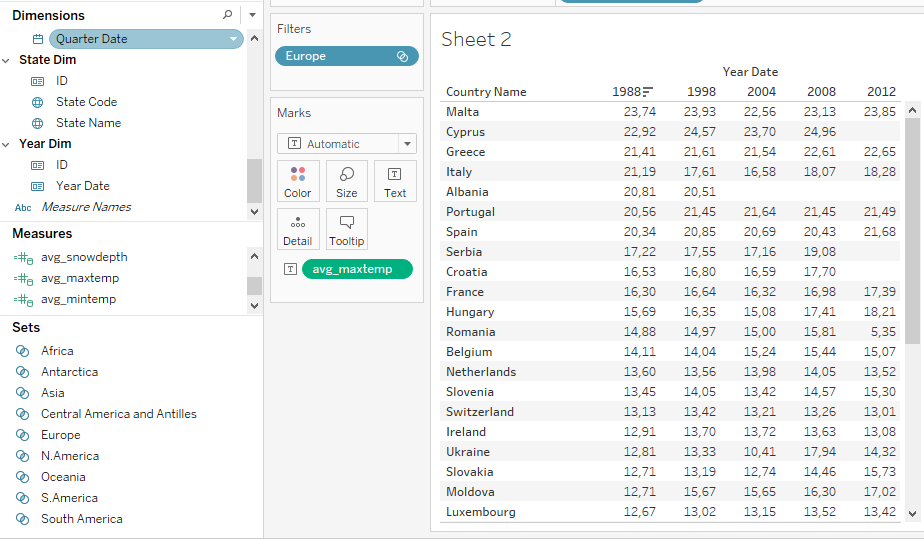 Dimensions
Quarter Date
State Dim
ID
State Code
State Name
Year Dim
ID
Year Date
Abc Measure Names
Measures
avg_snowdepth
avg_maxtemp
avg_mintemp
Sets
Africa
Antarctica
Asia
Central America and Antilles
Europe
N.America
Oceania
S.America
South America
Filters
Europe
Marks
T Automatic
Color Size Text
Detail Tooltip
T avg_maxtemp
Sheet 2
Year Date
Country Name 1988 1998 2004 2008 2012
Malta 23,74 23,93 22,56 23,13 23,85
Cyprus 22,92 24,57 23,70 24,96
Greece 21,41 21,61 21,54 22,61 22,65
Italy 21,19 17,61 16,58 18,07 18,28
Albania 20,81 20,51
Portugal 20,56 21,45 21,64 21,45 21,49
Spain 20,34 20,85 20,69 20,43 21,68
Serbia 17,22 17,55 17,16 19,08
Croatia 16,53 16,80 16,59 17,70
France 16,30 16,64 16,32 16,98 17,39
Hungary 15,69 16,35 15,08 17,41 18,21
Romania 14,88 14,97 15,00 15,81 5,35
Belgium 14,11 14,04 15,24 15,44 15,07
Netherlands 13,60 13,56 13,98 14,05 13,52
Slovenia 13,45 14,05 13,42 14,57 15,30
Switzerland 13,13 13,42 13,21 13,26 13,01
Ireland 12,91 13,70 13,72 13,63 13,08
Ukraine 12,81 13,33 10,41 17,94 14,32
Slovakia 12,71 13,19 12,74 14,46 15,73
Moldova 12,71 15,67 15,65 16,30 17,02
Luxembourg 12,67 13,02 13,15 13,52 13,42